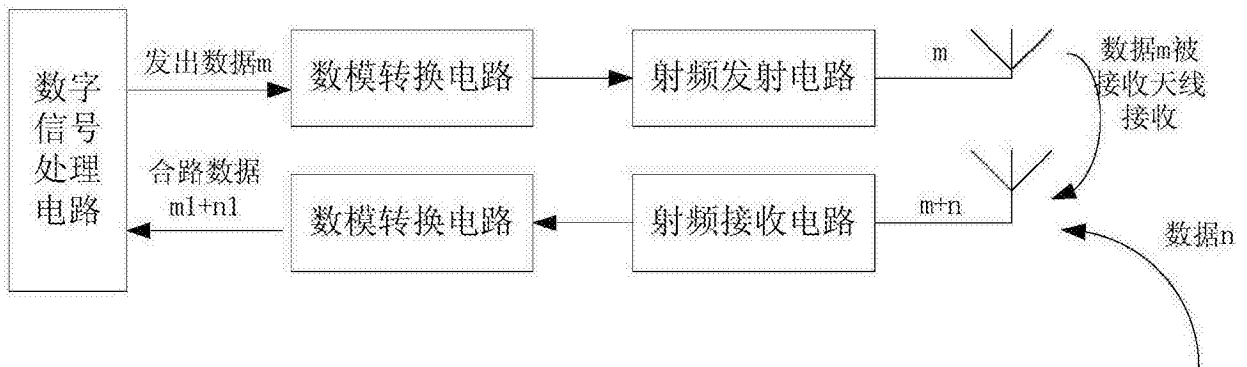 数字
信号
处理
电路
发出数据m
数模转换电路
射频发射电路
m
数据m被
接收天线
接收
合路数据
m1+n1
数模转换电路
射频接收电路
m+n
数据n